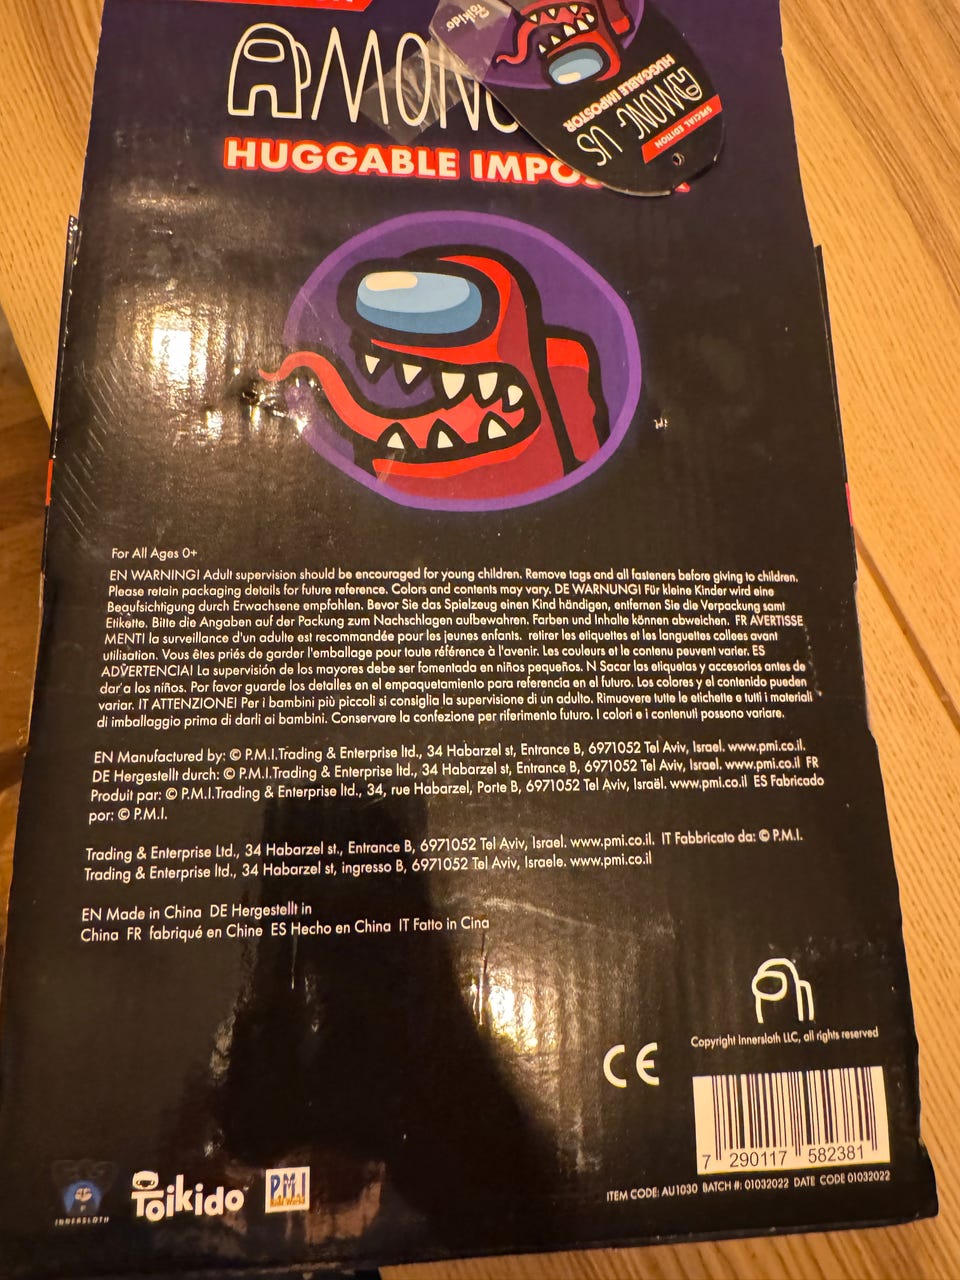 AMONG
HUGGABLE IMPOSTOR
Toikido
SPECIAL EDITION
AMONG US
HUGGABLE IMPOSTOR
For All Ages 0+
EN WARNING! Adult supervision should be encouraged for young children. Remove tags and all fasteners before giving to children.
Please retain packaging details for future reference. Colors and contents may vary. DE WARNUNG! Für kleine Kinder wird eine
Beaufsichtigung durch Erwachsene empfohlen. Bevor Sie das Spielzeug einen Kind händigen, entfernen Sie die Verpackung samt
Etikette. Bitte die Angaben auf der Packung zum Nachschlagen aufbewahren. Farben und Inhalte können abweichen. FR AVERTISSE
MENT! la surveillance d'un adulte est recommandée pour les jeunes enfants. retirer les etiquettes et les languettes collees avant
utilisation. Vous êtes priés de garder l'emballage pour toute référence à l'avenir. Les couleurs et le contenu peuvent varier. ES
ADVERTENCIA! La supervisión de los mayores debe ser fomentada en niños pequeños. N Sacar las etiquetas y accesorios antes de
dar'a los niños. Por favor guarde los detalles en el empaquetamiento para referencia en el futuro. Los colores y el contenido pueden
variar. IT ATTENZIONE! Per i bambini più piccoli si consiglia la supervisione di un adulto. Rimuovere tutte le etichette e tutti i materiali
di imballaggio prima di darli ai bambini. Conservare la confezione per riferimento futuro. I colori e i contenuti possono variare.
EN Manufactured by: © P.M.I.Trading & Enterprise ltd., 34 Habarzel st, Entrance B, 6971052 Tel Aviv, Israel. www.pmi.co.il.
DE Hergestellt durch: © P.M.I.Trading & Enterprise ltd., 34 Habarzel st, Entrance B, 6971052 Tel Aviv, Israel. www.pmi.co.il FR
Produit par: © P.M.I.Trading & Enterprise ltd., 34, rue Habarzel, Porte B, 6971052 Tel Aviv, Israël. www.pmi.co.il ES Fabricado
por: © P.M.I.
Trading & Enterprise Ltd., 34 Habarzel st., Entrance B, 6971052 Tel Aviv, Israel. www.pmi.co.il. IT Fabbricato da: © P.M.I.
Trading & Enterprise ltd., 34 Habarzel st, ingresso B, 6971052 Tel Aviv, Israele. www.pmi.co.il
EN Made in China DE Hergestellt in
China FR fabriqué en Chine ES Hecho en China IT Fatto in Cina
Copyright Innersloth LLC, all rights reserved
CE
7 290117 582381
ITEM CODE: AU1030 BATCH #: 01032022 DATE CODE 01032022
INNERSLOTH
Toikido
P.M.I
Kids World